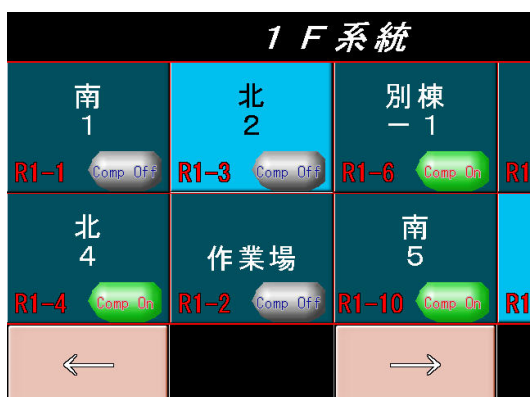 1F系統
南
1
R1-1 Comp Off
北
2
R1-3 Comp Off
別棟
－1
R1-6 Comp On
R1
北
4
R1-4 Comp On
作業場
R1-2 Comp Off
南
5
R1-10 Comp On
R1
←
→